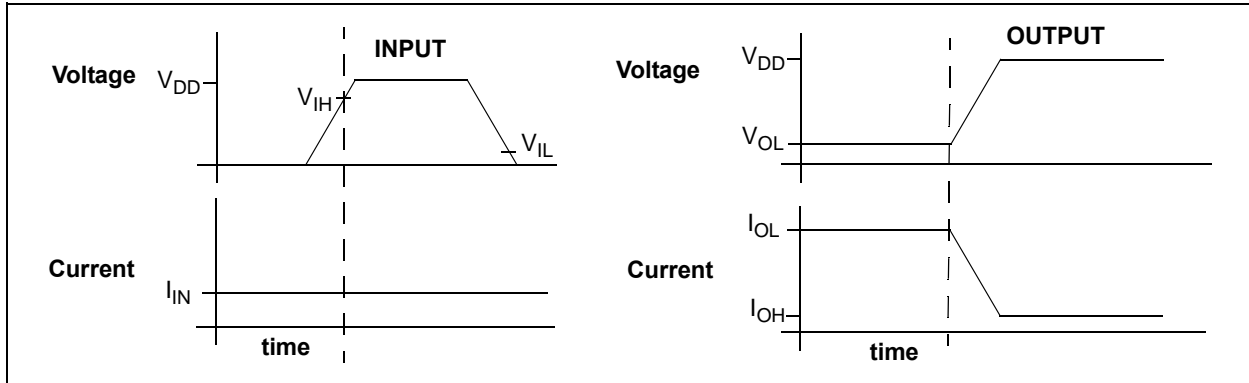 INPUT
Voltage
V_DD
V_IH
V_IL
Current
I_IN
time
OUTPUT
Voltage
V_DD
V_OL
I_OL
Current
I_OH
time